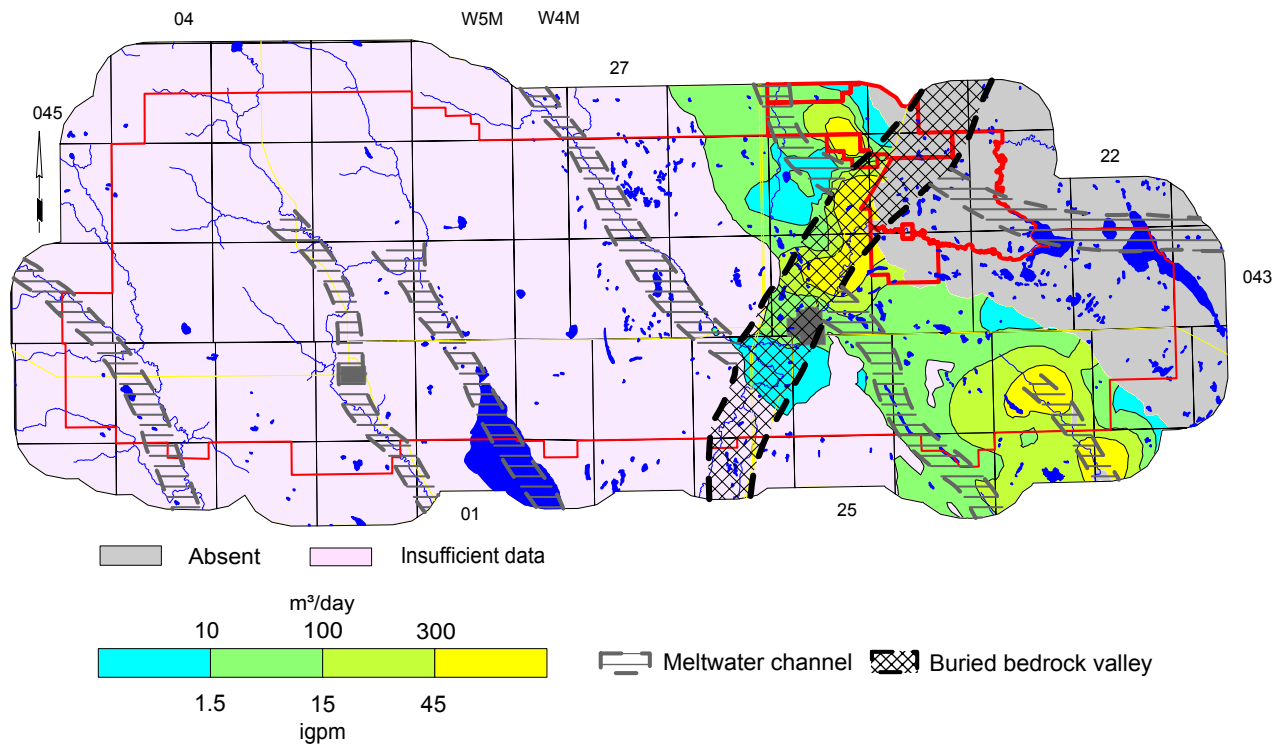 04 W5M W4M
27
045
22
043
01 25
Absent Insufficient data
m³/day
10 100 300
Meltwater channel Buried bedrock valley
1.5 15 45
igpm